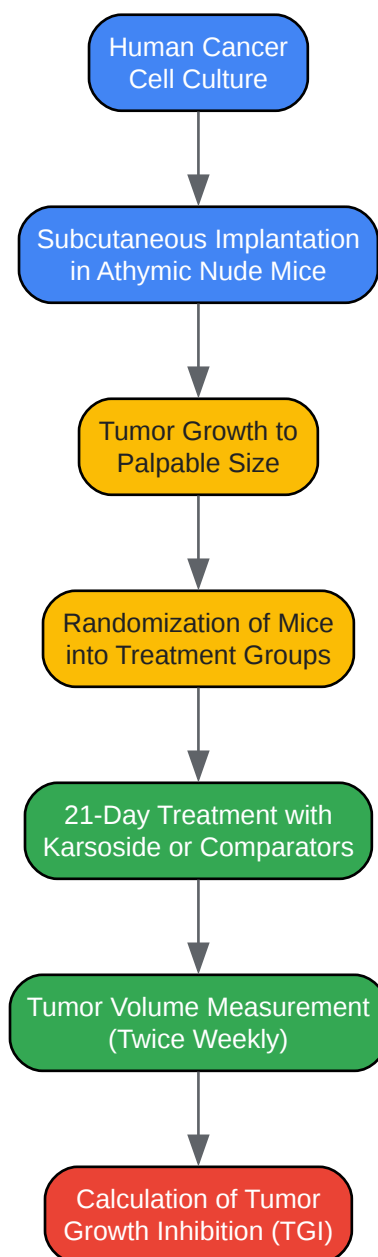 Human Cancer
Cell Culture
Subcutaneous Implantation
in Athymic Nude Mice
Tumor Growth to
Palpable Size
Randomization of Mice
into Treatment Groups
21-Day Treatment with
Karsoside or Comparators
Tumor Volume Measurement
(Twice Weekly)
Calculation of Tumor
Growth Inhibition (TGI)